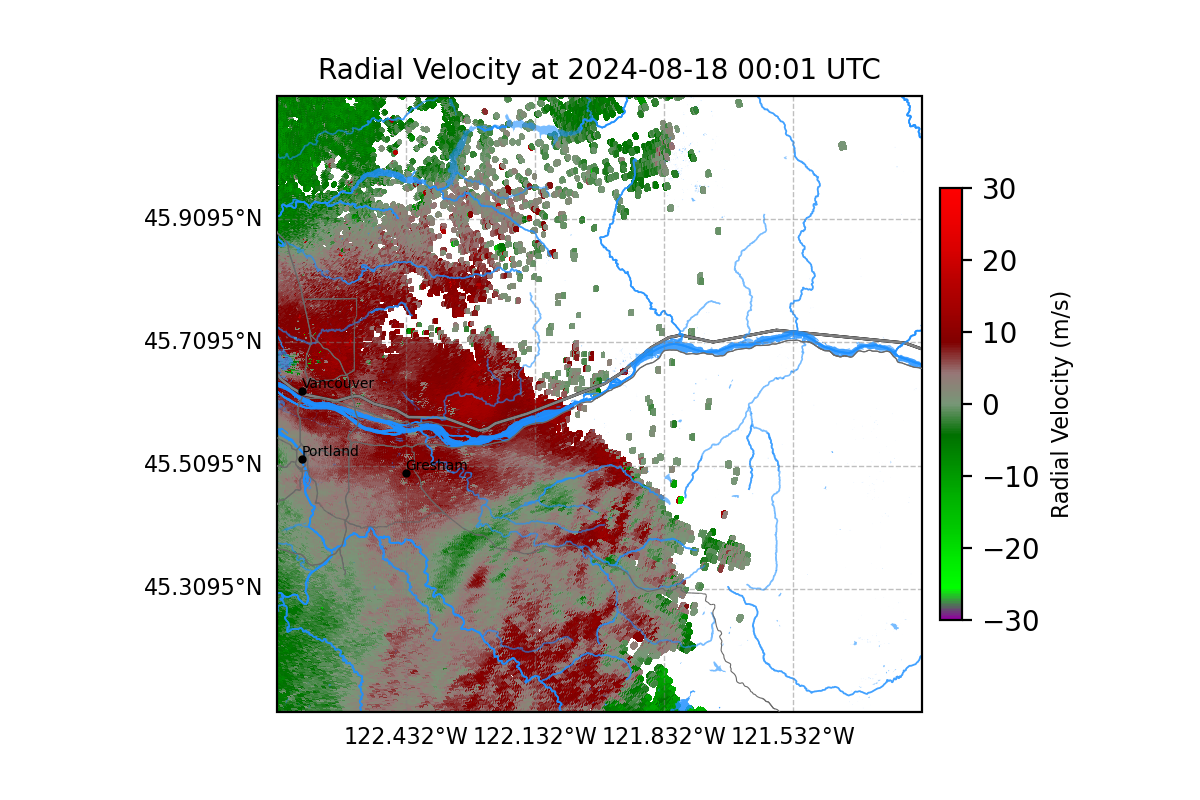 Radial Velocity at 2024-08-18 00:01 UTC
45.9095°N
45.7095°N
45.5095°N
45.3095°N
Vancouver
Portland
Gresham
122.432°W 122.132°W 121.832°W 121.532°W
30
20
10
0
−10
−20
−30
Radial Velocity (m/s)